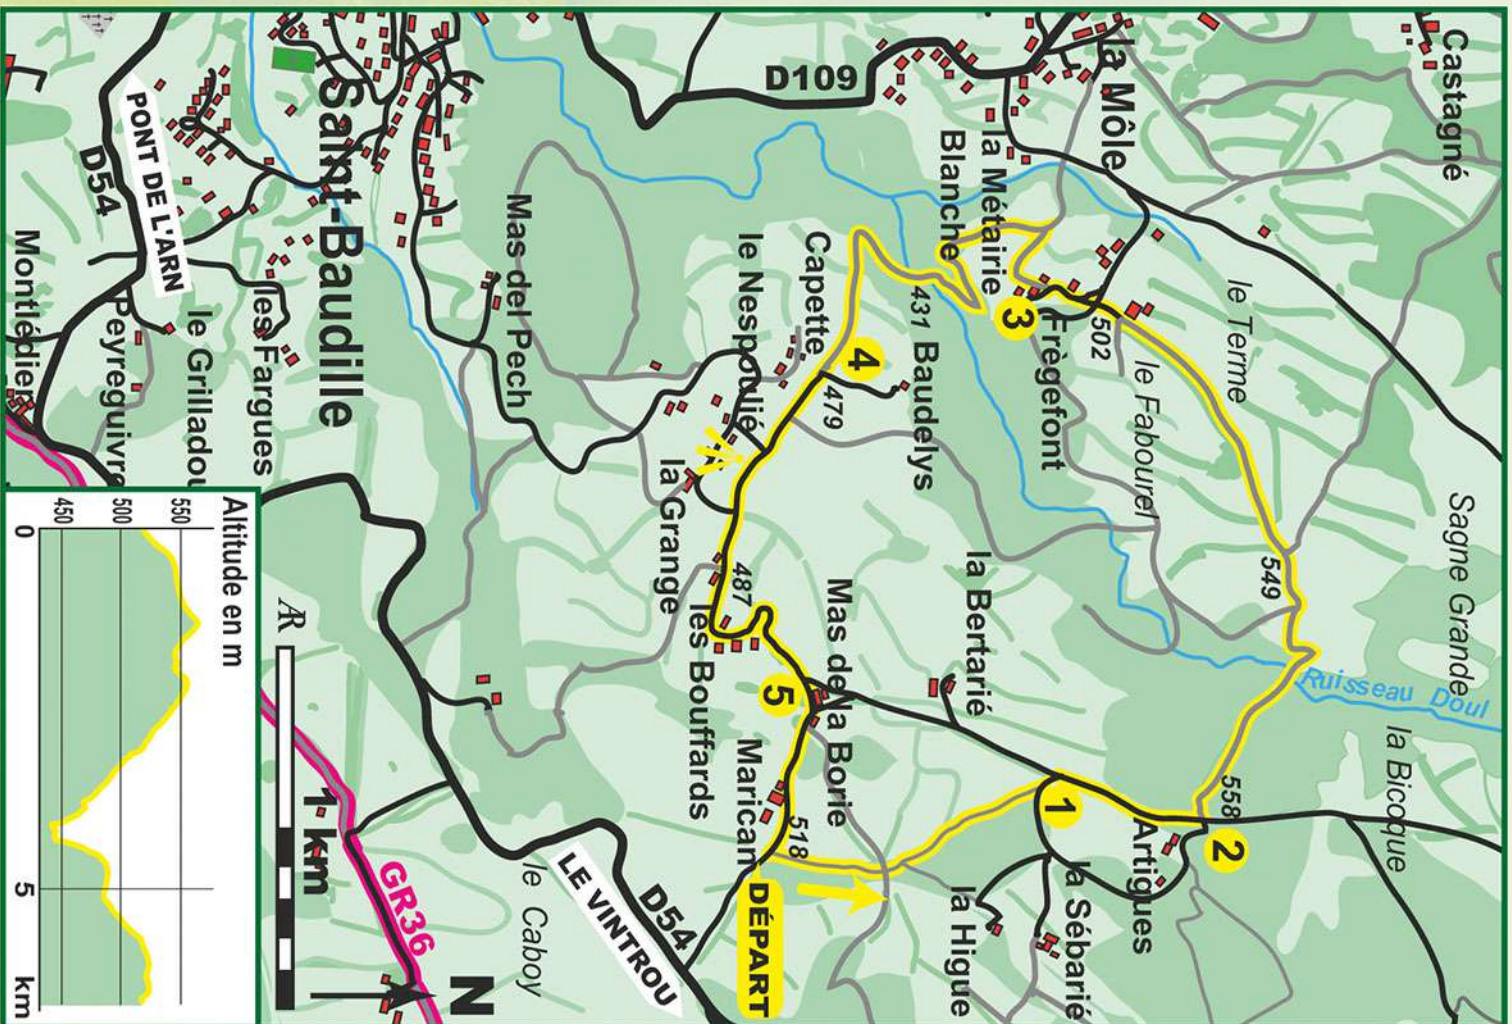 Castagné
la Môle
D109
Sagne Grande
le Terme
la Métairie
Blanche
3
Frègefont
502
le Fabourel
549
Ruisseau Doul
la Bicoque
558
2
Artigues
1
la Sébarié
la Higue
la Bertarié
431
Baudelys
4
479
Capette
le Nespoulié
la Grange
487
les Bouffards
5
Mas de la Borie
Marican
518
DÉPART
Mas del Pech
Saint-Baudille
D54
PONT DE L'ARN
les Fargues
le Grilladou
Peyreguivre
Montlédier
LE VINTROU
D54
le Caboy
GR36
N
1 km
AR
Altitude en m
550
500
450
0
5
km